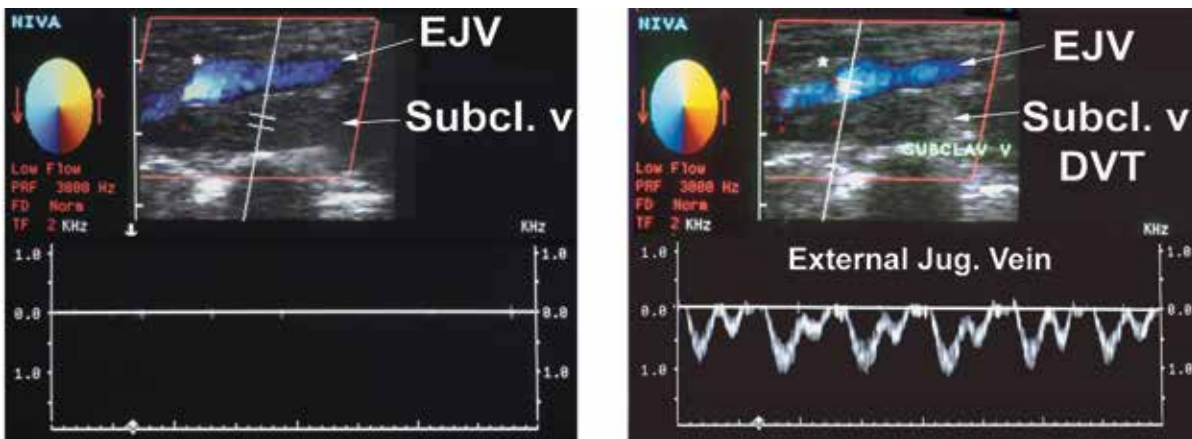 NIVA
*
EJV
Subcl. v
Low Flow
PRF 3000 Hz
FD Norm
TF 2 KHz
KHz
1.0
1.0
0.0
0.0
1.0
1.0
NIVA
*
EJV
Subcl. v
SUBCLAV V
DVT
Low Flow
PRF 3000 Hz
FD Norm
TF 2 KHz
KHz
External Jug. Vein
1.0
1.0
0.0
0.0
1.0
1.0